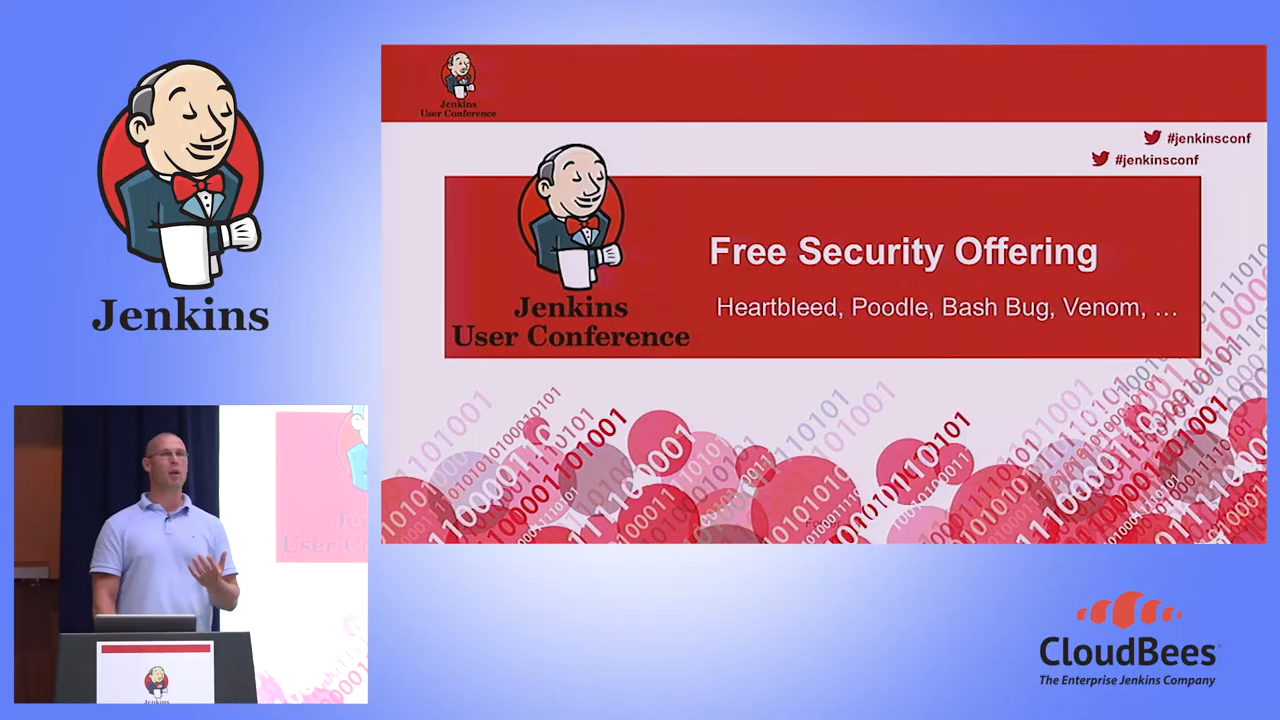 Jenkins
Jenkins
User Conference
#jenkinsconf
#jenkinsconf
Free Security Offering
Heartbleed, Poodle, Bash Bug, Venom, …
Jenkins
User Conference
CloudBees
The Enterprise Jenkins Company
Jenkins